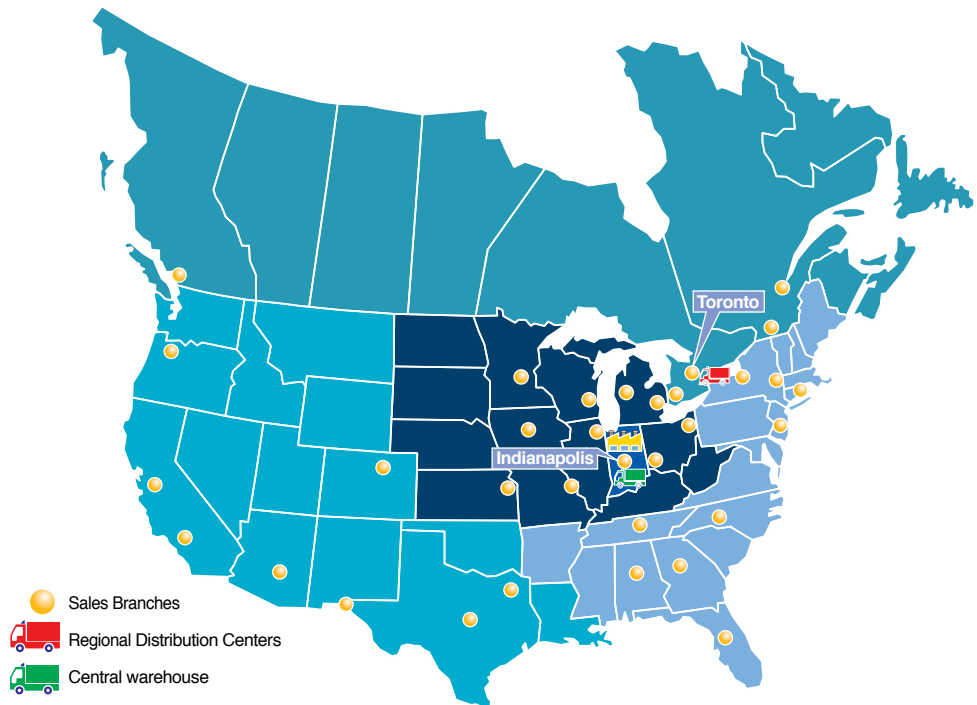 Toronto
Indianapolis
Sales Branches
Regional Distribution Centers
Central warehouse